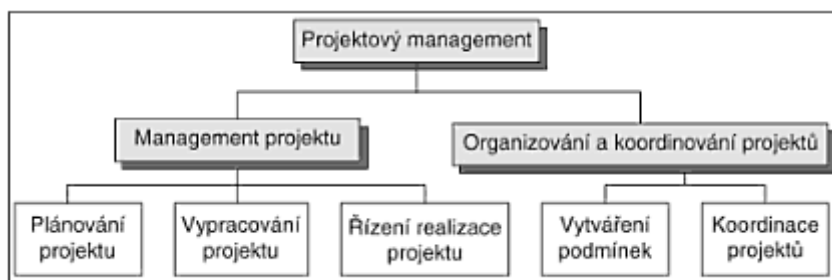 Projektový management
Management projektu
Organizování a koordinování projektů
Plánování
projektu
Vypracování
projektu
Řízení realizace
projektu
Vytváření
podmínek
Koordinace
projektů